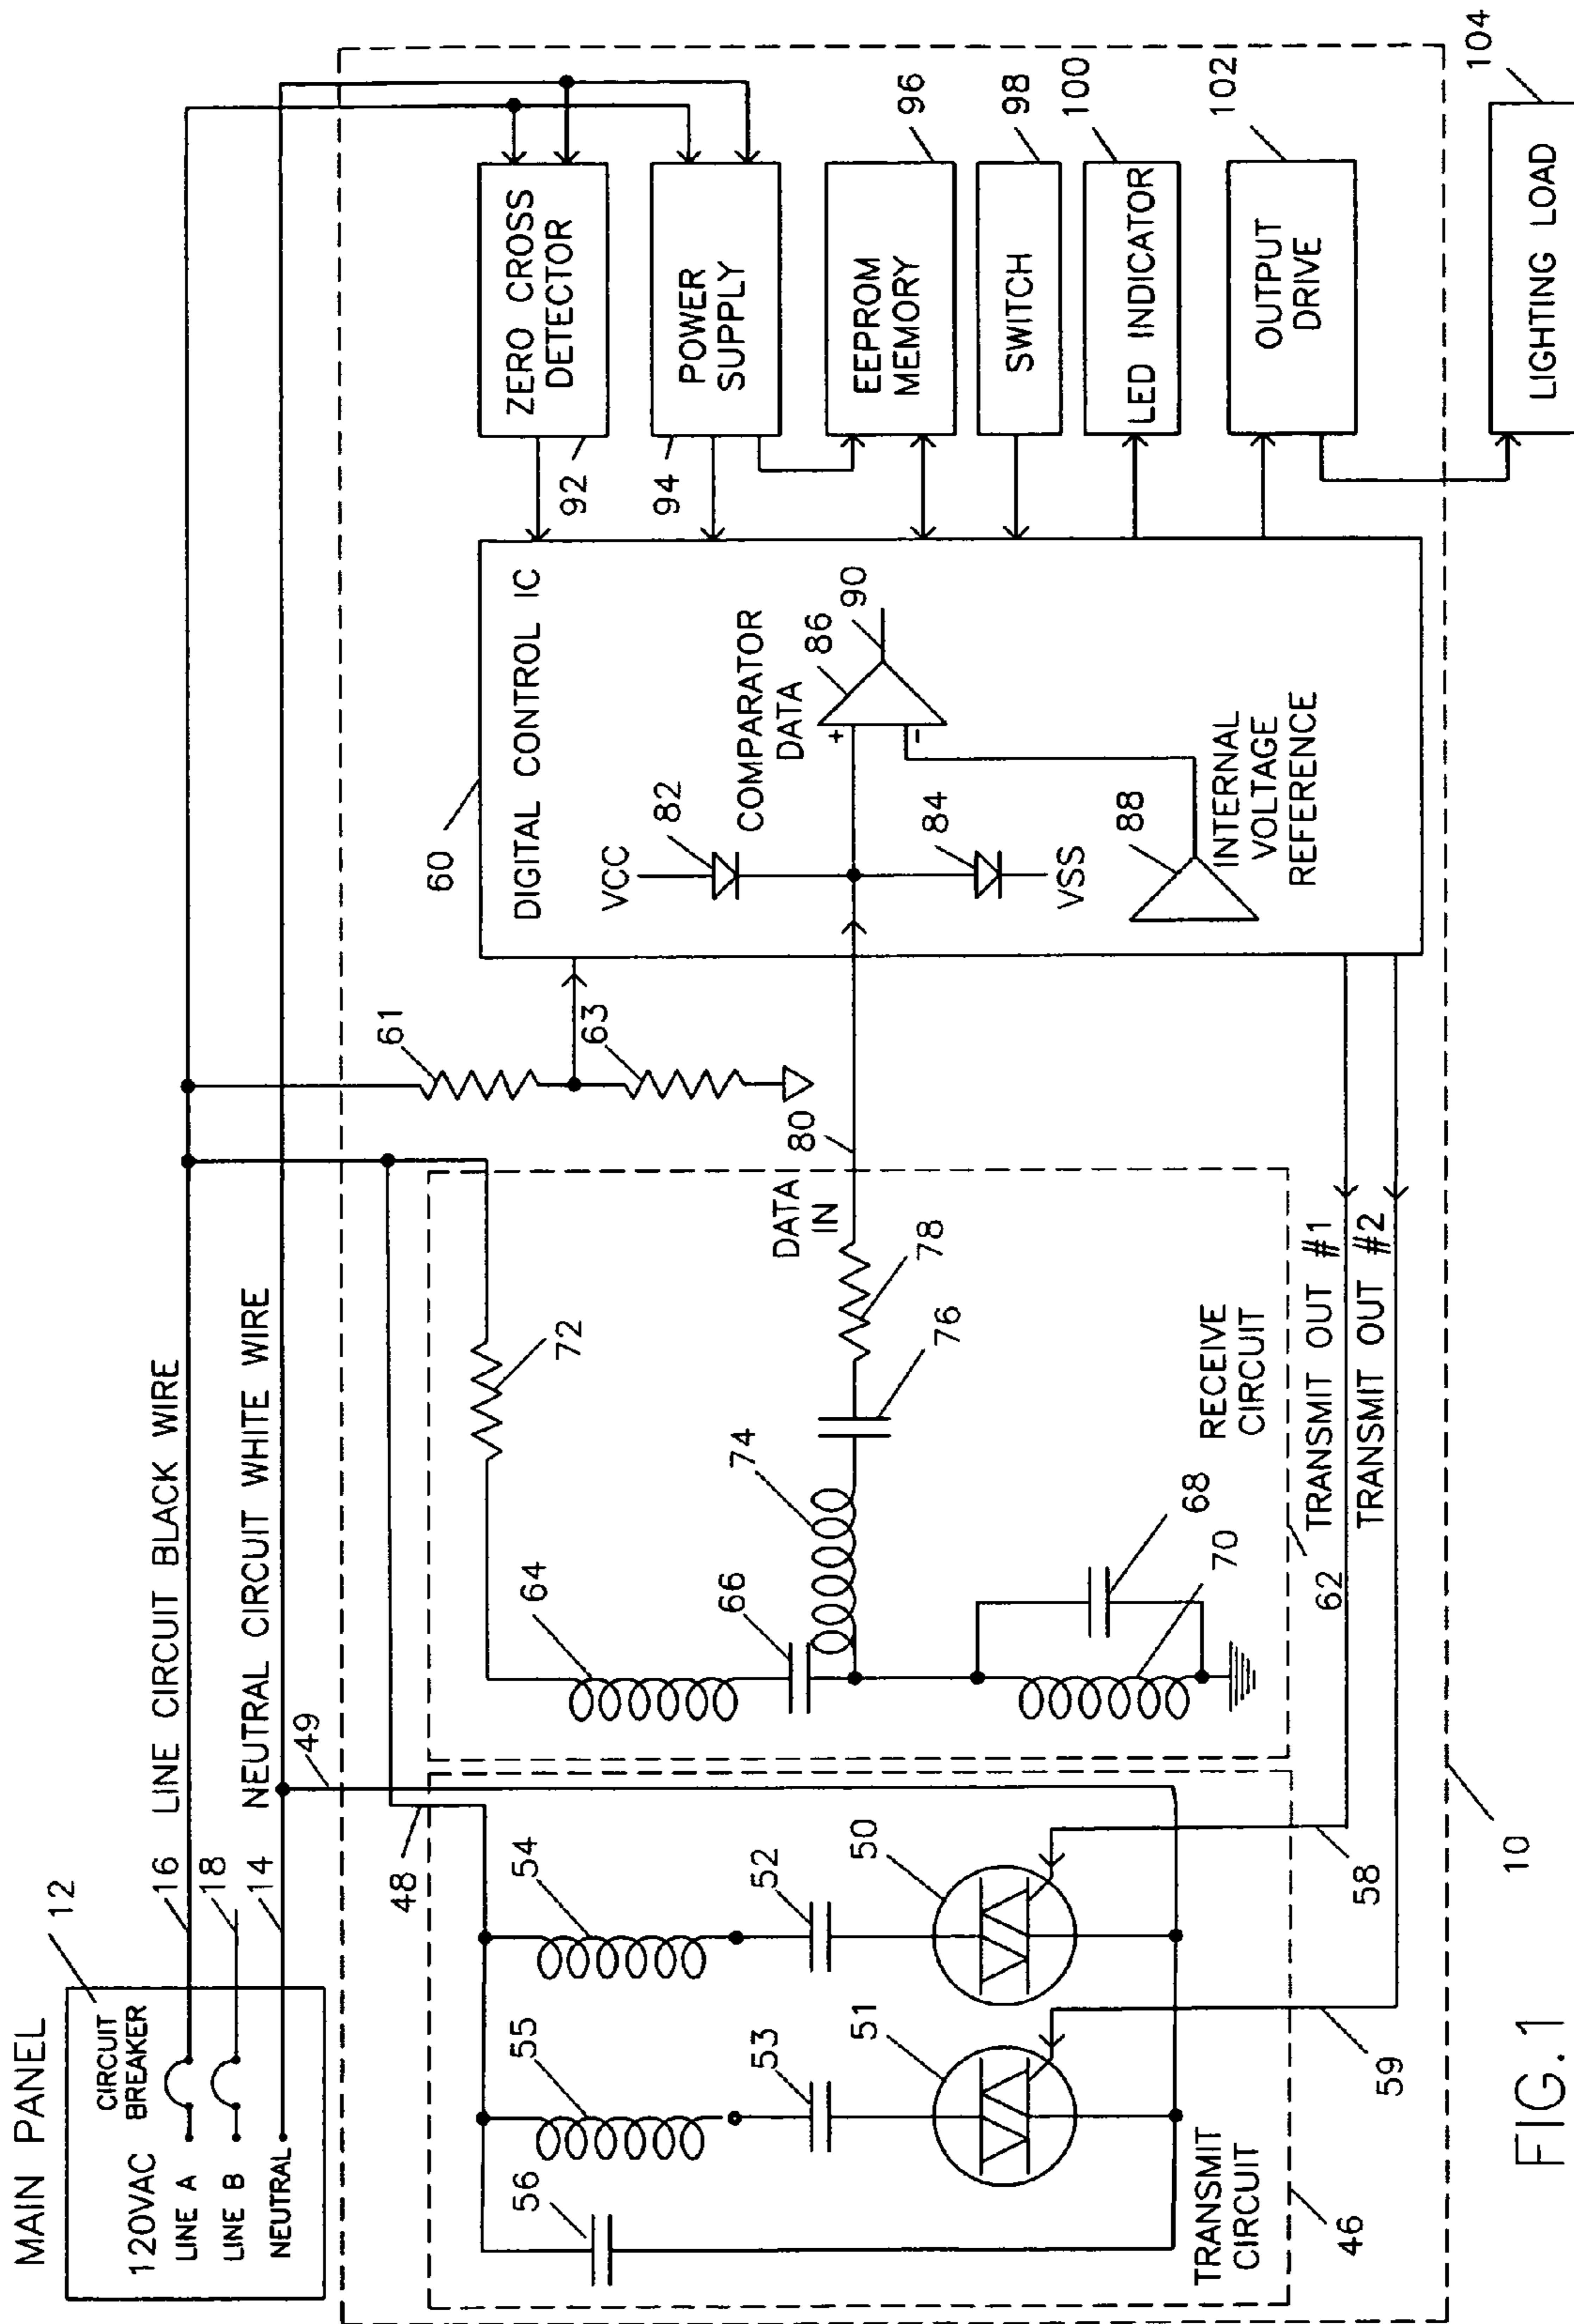 MAIN PANEL
12
CIRCUIT
BREAKER
120VAC
LINE A
LINE B
NEUTRAL
16
LINE CIRCUIT BLACK WIRE
18
14
NEUTRAL CIRCUIT WHITE WIRE
49
48
54
55
56
52
53
50
51
TRANSMIT
CIRCUIT
46
58
59
10
72
64
66
74
76
78
68
70
RECEIVE
CIRCUIT
62
DATA
IN
80
61
63
TRANSMIT OUT #1
TRANSMIT OUT #2
60
DIGITAL CONTROL IC
VCC
82
COMPARATOR
DATA
86
90
+
-
84
VSS
88
INTERNAL
VOLTAGE
REFERENCE
ZERO CROSS
DETECTOR
92
POWER
SUPPLY
94
EEPROM
MEMORY
96
SWITCH
98
LED INDICATOR
100
OUTPUT
DRIVE
102
LIGHTING LOAD
104
FIG.1